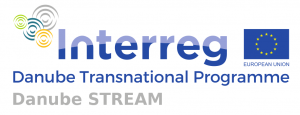 Interreg
EUROPEAN UNION
Danube Transnational Programme
Danube STREAM